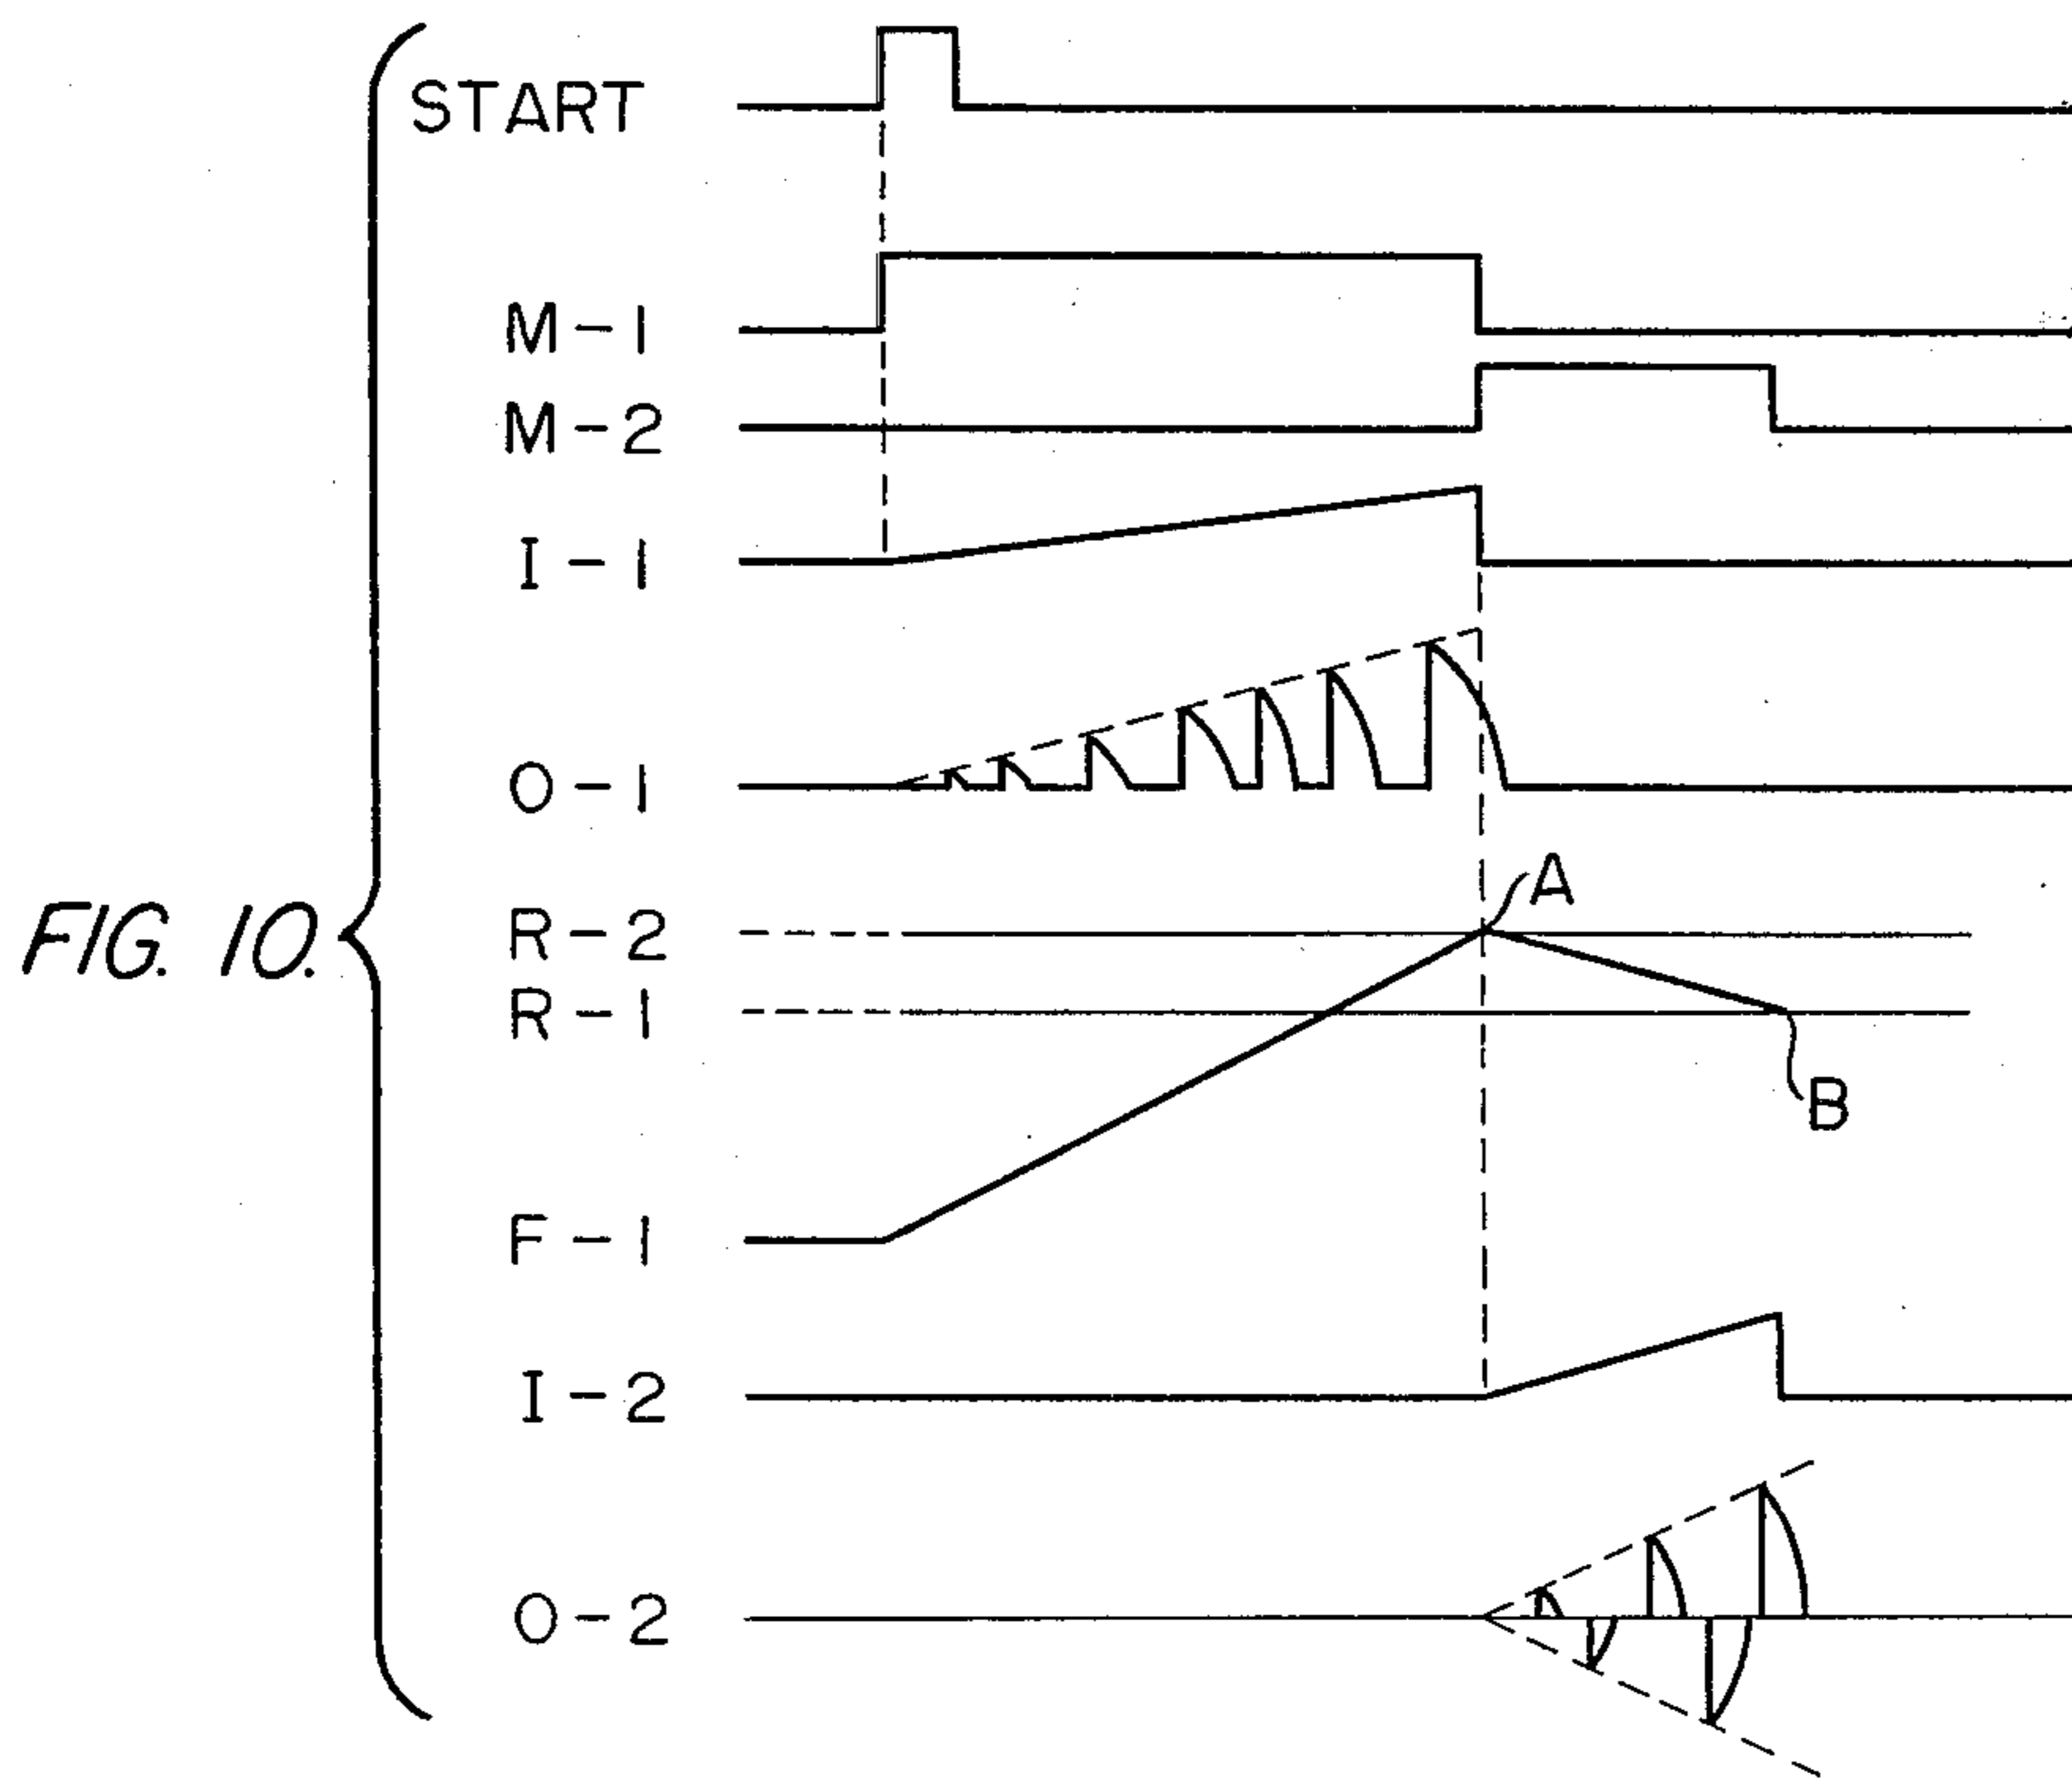 START
M-1
M-2
I-1
O-1
A
R-2
FIG. 10.
R-1
B
F-1
I-2
O-2